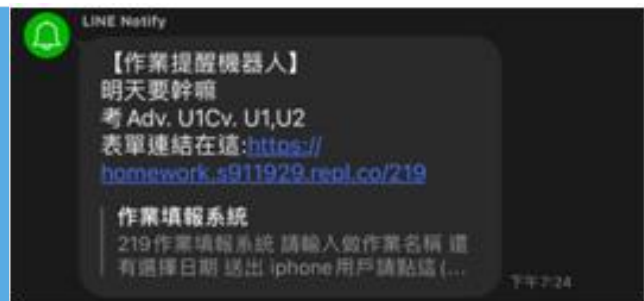 LINE Notify
【作業提醒機器人】
明天要幹嘛
考Adv. U1Cv. U1,U2
表單連結在這:https://
homework.s911929.repl.co/219
作業填報系統
219作業填報系統 請輸入做作業名稱 還
有選擇日期 送出 iphone用戶請點這 (...
下午7:24